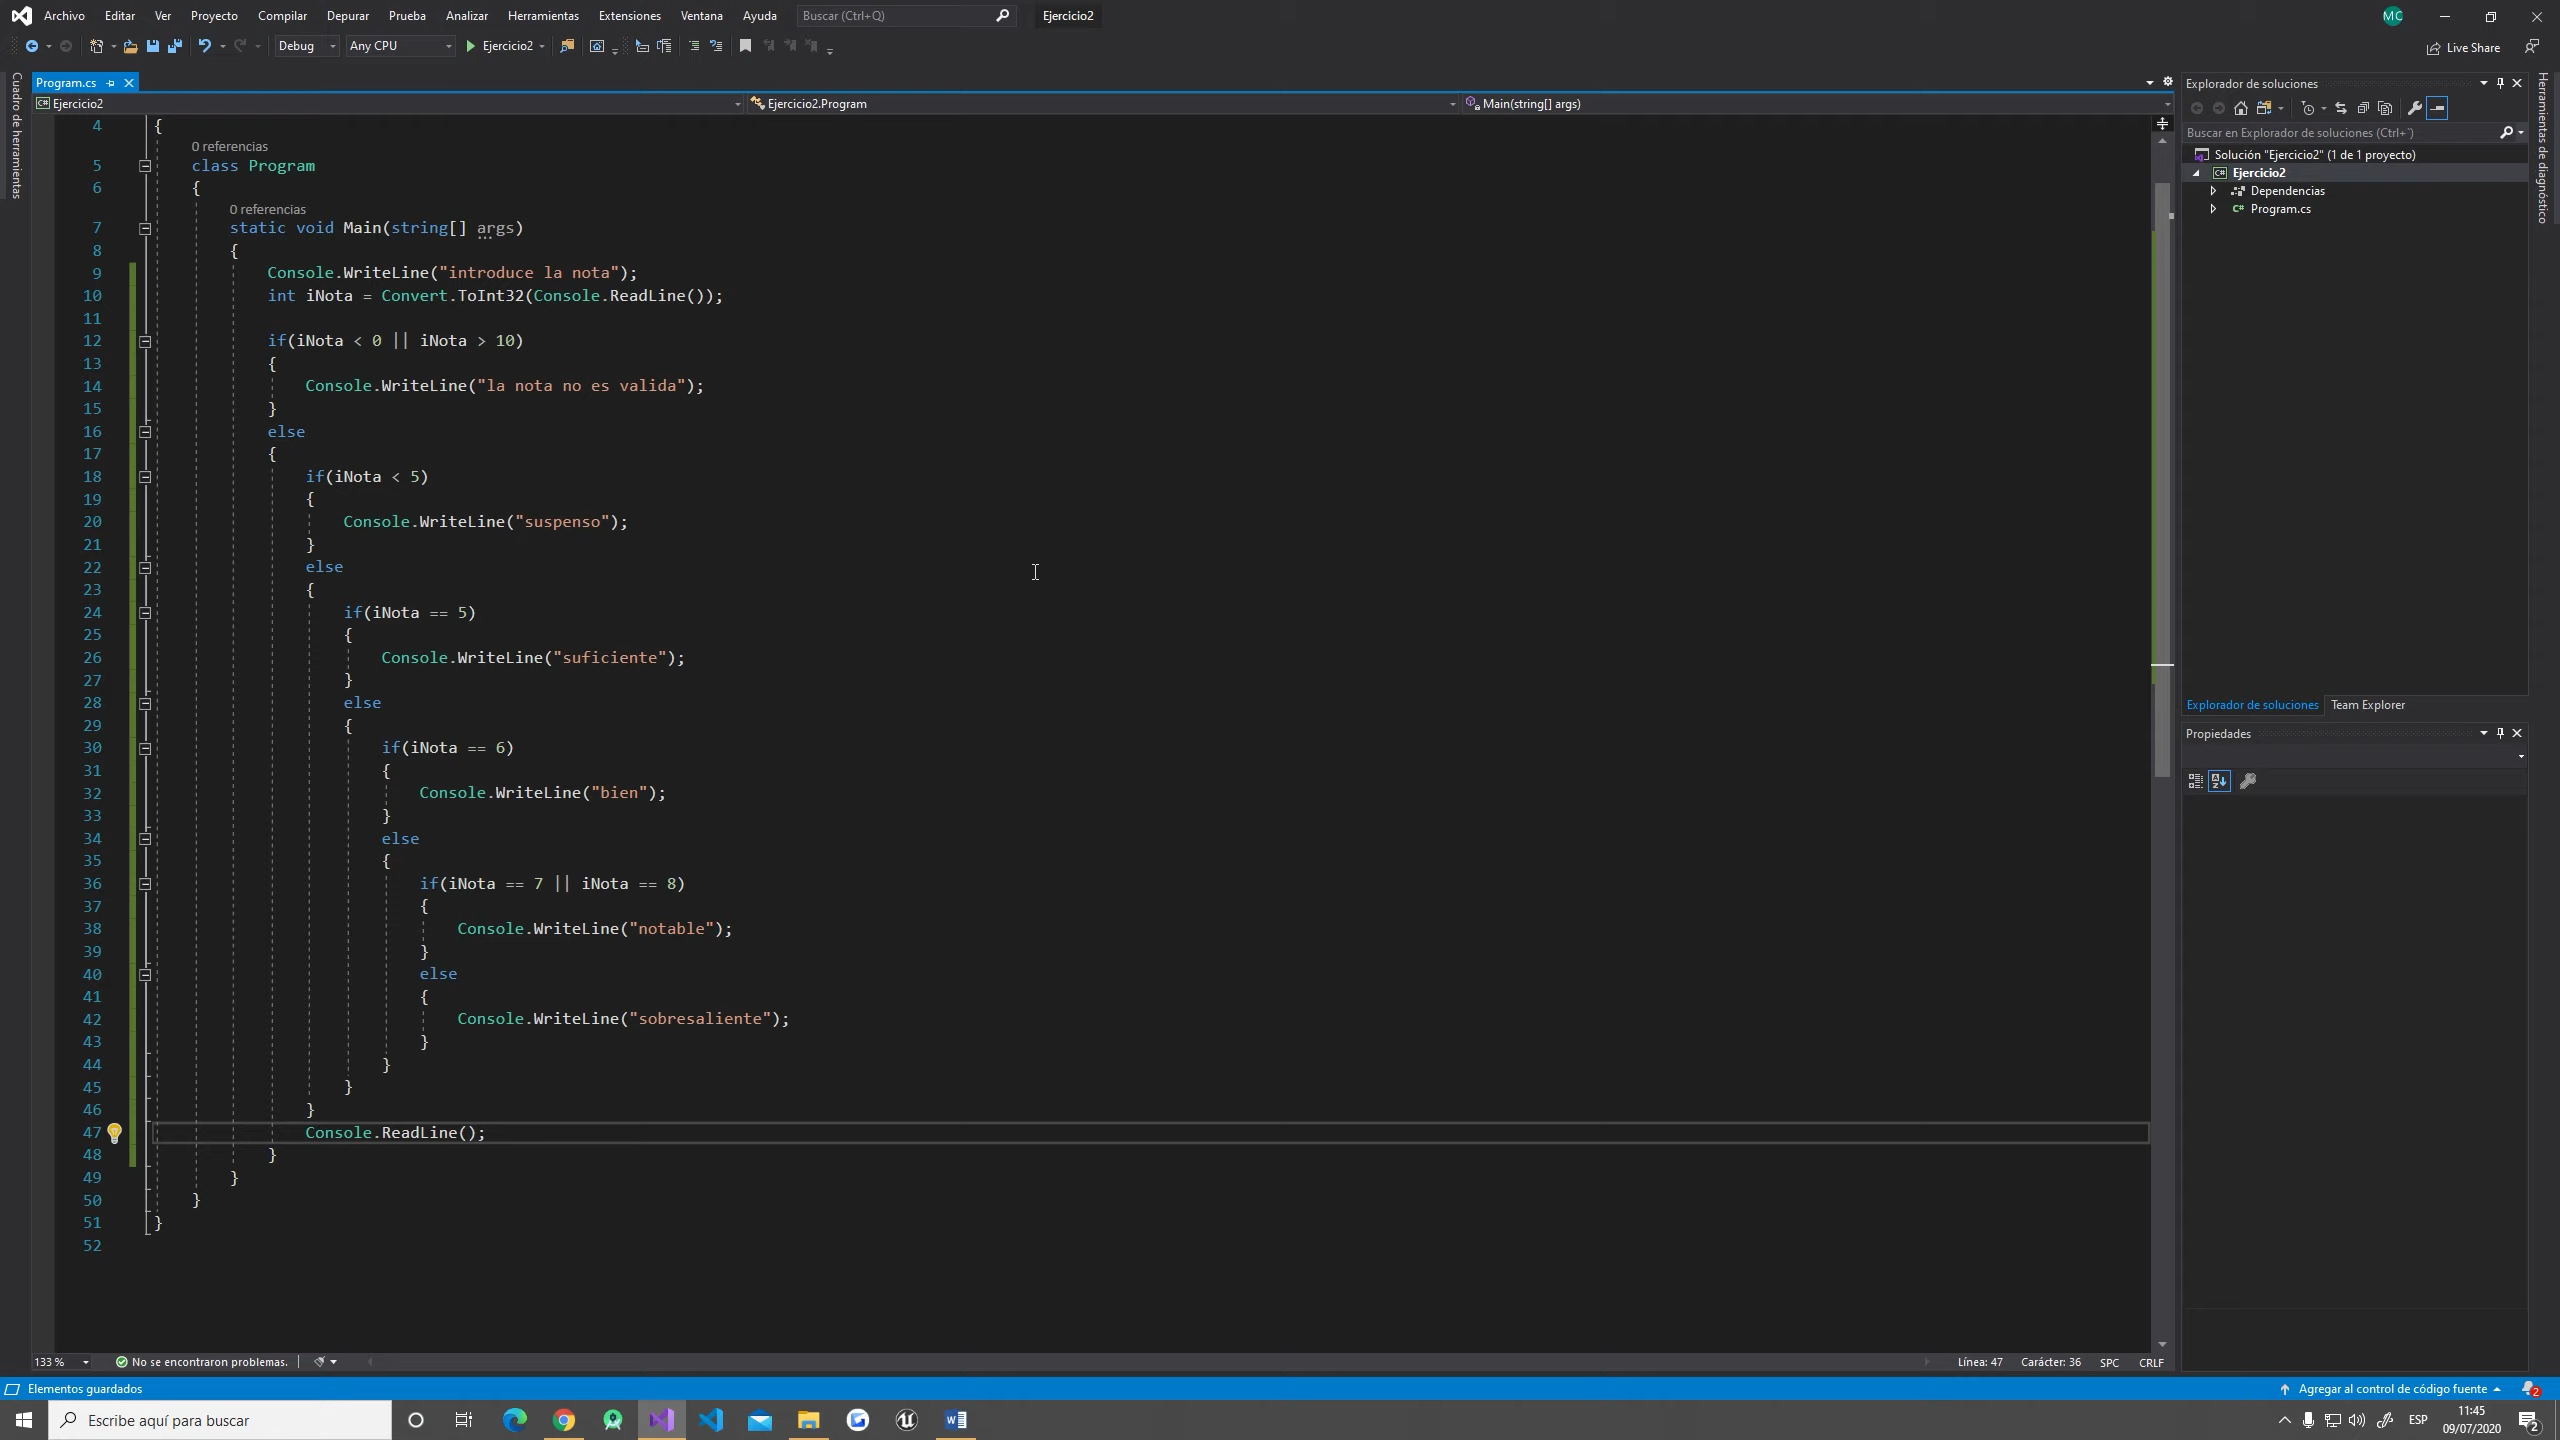 Archivo Editar Ver Proyecto Compilar Depurar Prueba Analizar Herramientas Extensiones Ventana Ayuda Buscar (Ctrl+Q) Ejercicio2 MC
Debug Any CPU Ejercicio2 Live Share
Cuadro de herramientas
Program.cs
Ejercicio2 Ejercicio2.Program Main(string[] args)
4 {
0 referencias
5 class Program
6 {
0 referencias
7 static void Main(string[] args)
8 {
9 Console.WriteLine("introduce la nota");
10 int iNota = Convert.ToInt32(Console.ReadLine());
11
12 if(iNota < 0 || iNota > 10)
13 {
14 Console.WriteLine("la nota no es valida");
15 }
16 else
17 {
18 if(iNota < 5)
19 {
20 Console.WriteLine("suspenso");
21 }
22 else
23 {
24 if(iNota == 5)
25 {
26 Console.WriteLine("suficiente");
27 }
28 else
29 {
30 if(iNota == 6)
31 {
32 Console.WriteLine("bien");
33 }
34 else
35 {
36 if(iNota == 7 || iNota == 8)
37 {
38 Console.WriteLine("notable");
39 }
40 else
41 {
42 Console.WriteLine("sobresaliente");
43 }
44 }
45 }
46 }
47 Console.ReadLine();
48 }
49 }
50 }
51 }
52
133 % No se encontraron problemas. Línea: 47 Carácter: 36 SPC CRLF
Explorador de soluciones
Buscar en Explorador de soluciones (Ctrl+´)
Solución "Ejercicio2" (1 de 1 proyecto)
C# Ejercicio2
Dependencias
C# Program.cs
Explorador de soluciones Team Explorer
Propiedades
Herramientas de diagnóstico
Elementos guardados Agregar al control de código fuente 2
Escribe aquí para buscar ESP 11:45
09/07/2020 2